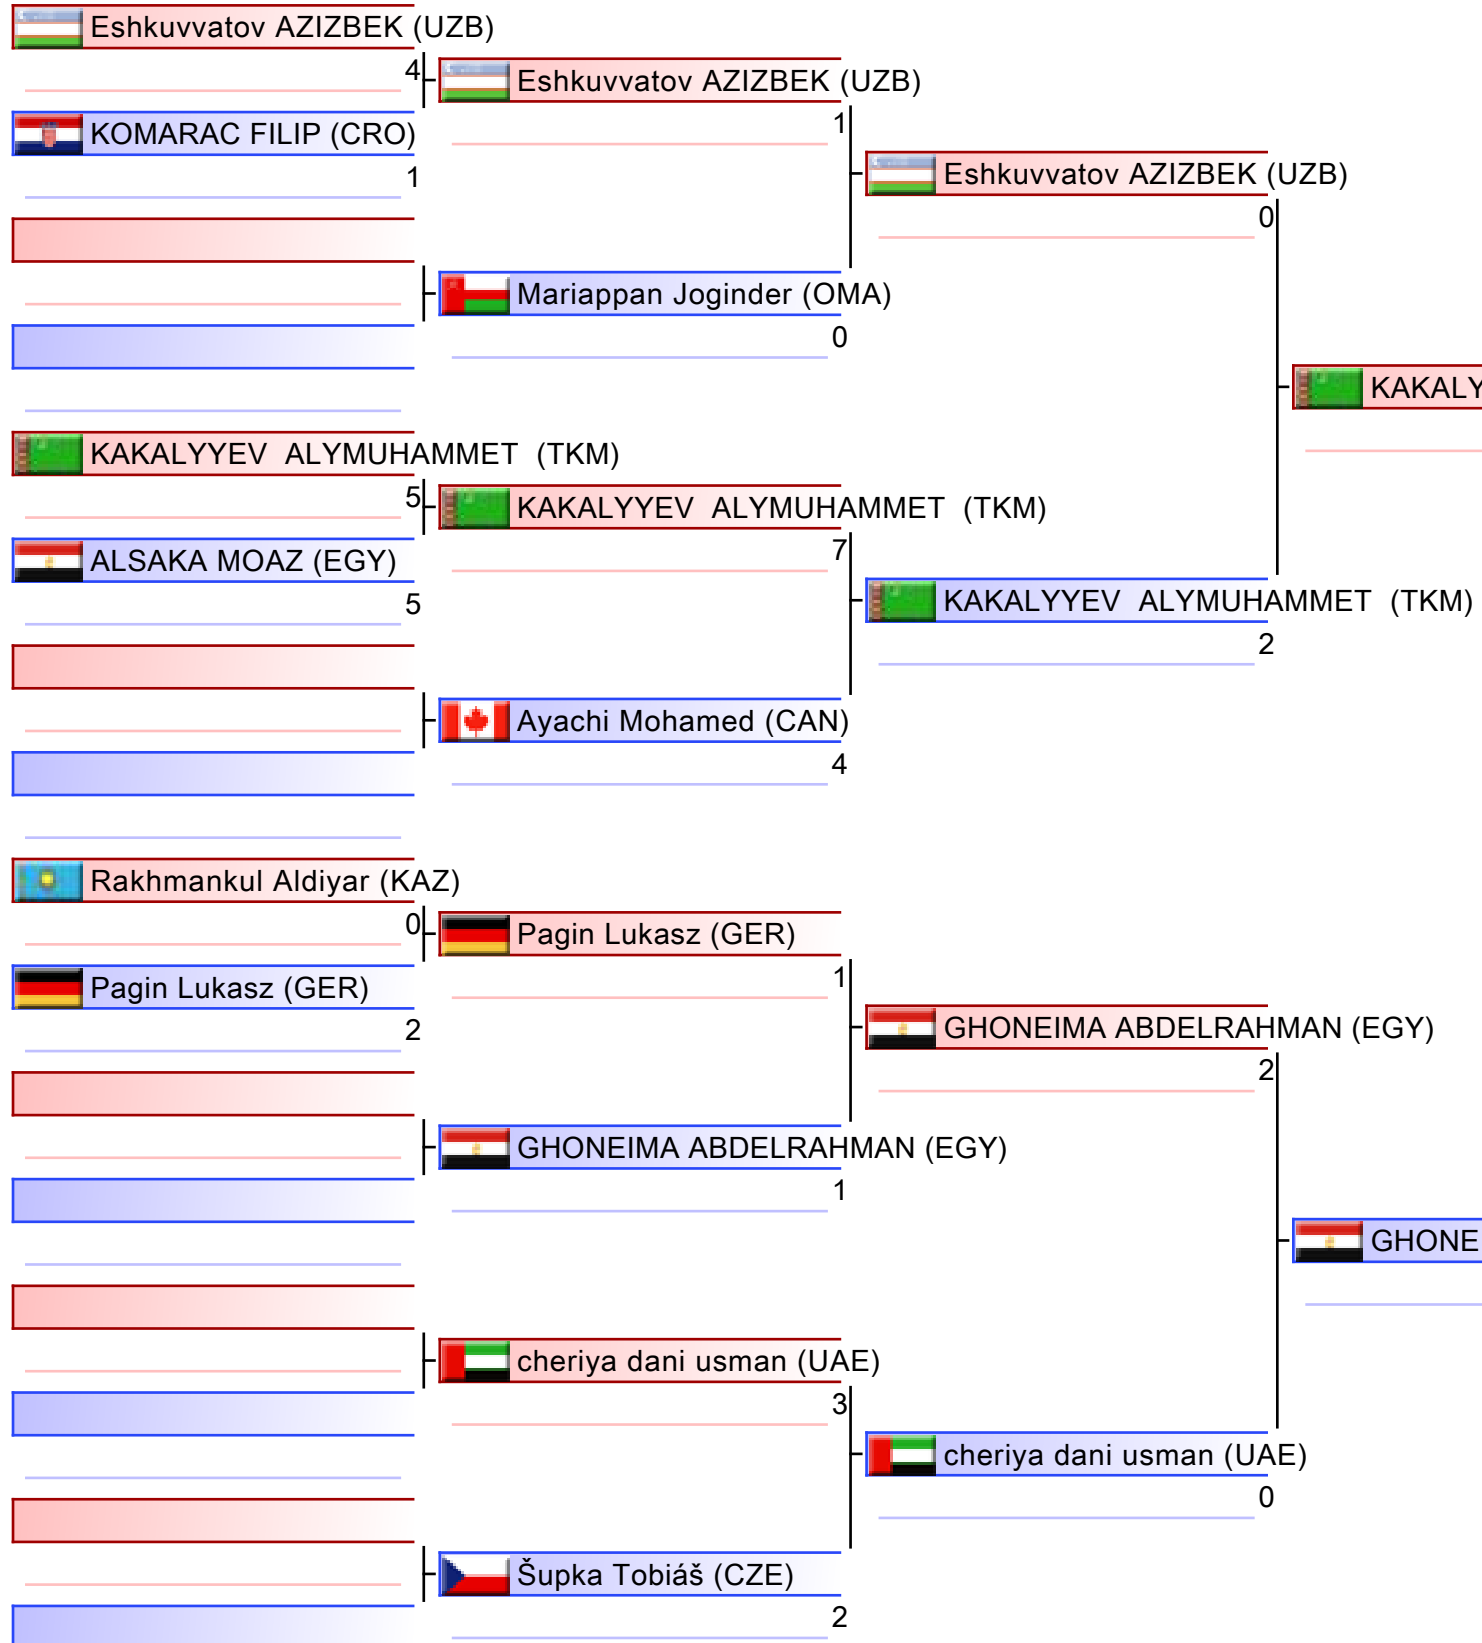 Eshkuvvatov AZIZBEK (UZB)
4
Eshkuvvatov AZIZBEK (UZB)
1
KOMARAC FILIP (CRO)
1
Eshkuvvatov AZIZBEK (UZB)
0
Mariappan Joginder (OMA)
0
KAKALY
KAKALYYEV ALYMUHAMMET (TKM)
5
KAKALYYEV ALYMUHAMMET (TKM)
7
ALSAKA MOAZ (EGY)
5
KAKALYYEV ALYMUHAMMET (TKM)
2
Ayachi Mohamed (CAN)
4
Rakhmankul Aldiyar (KAZ)
0
Pagin Lukasz (GER)
1
Pagin Lukasz (GER)
2
GHONEIMA ABDELRAHMAN (EGY)
2
GHONEIMA ABDELRAHMAN (EGY)
1
GHONE
cheriya dani usman (UAE)
3
cheriya dani usman (UAE)
0
Šupka Tobiáš (CZE)
2